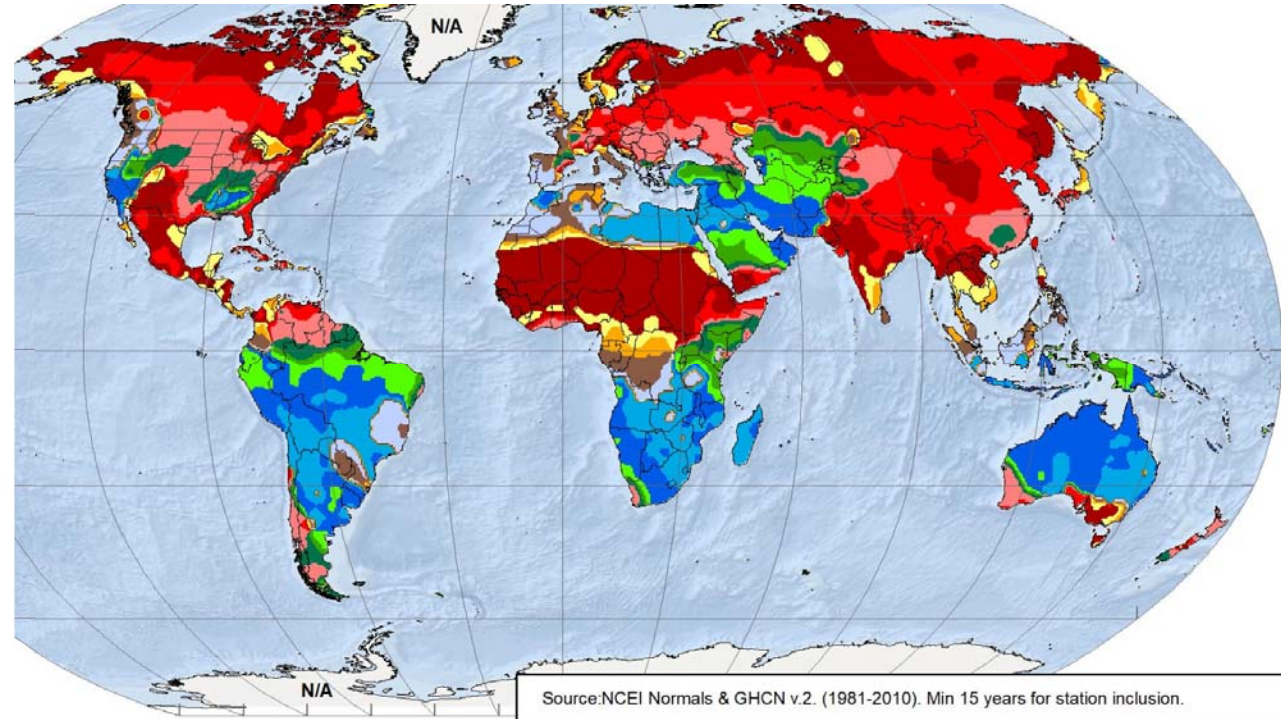 N/A
N/A
Source:NCEI Normals & GHCN v.2. (1981-2010). Min 15 years for station inclusion.